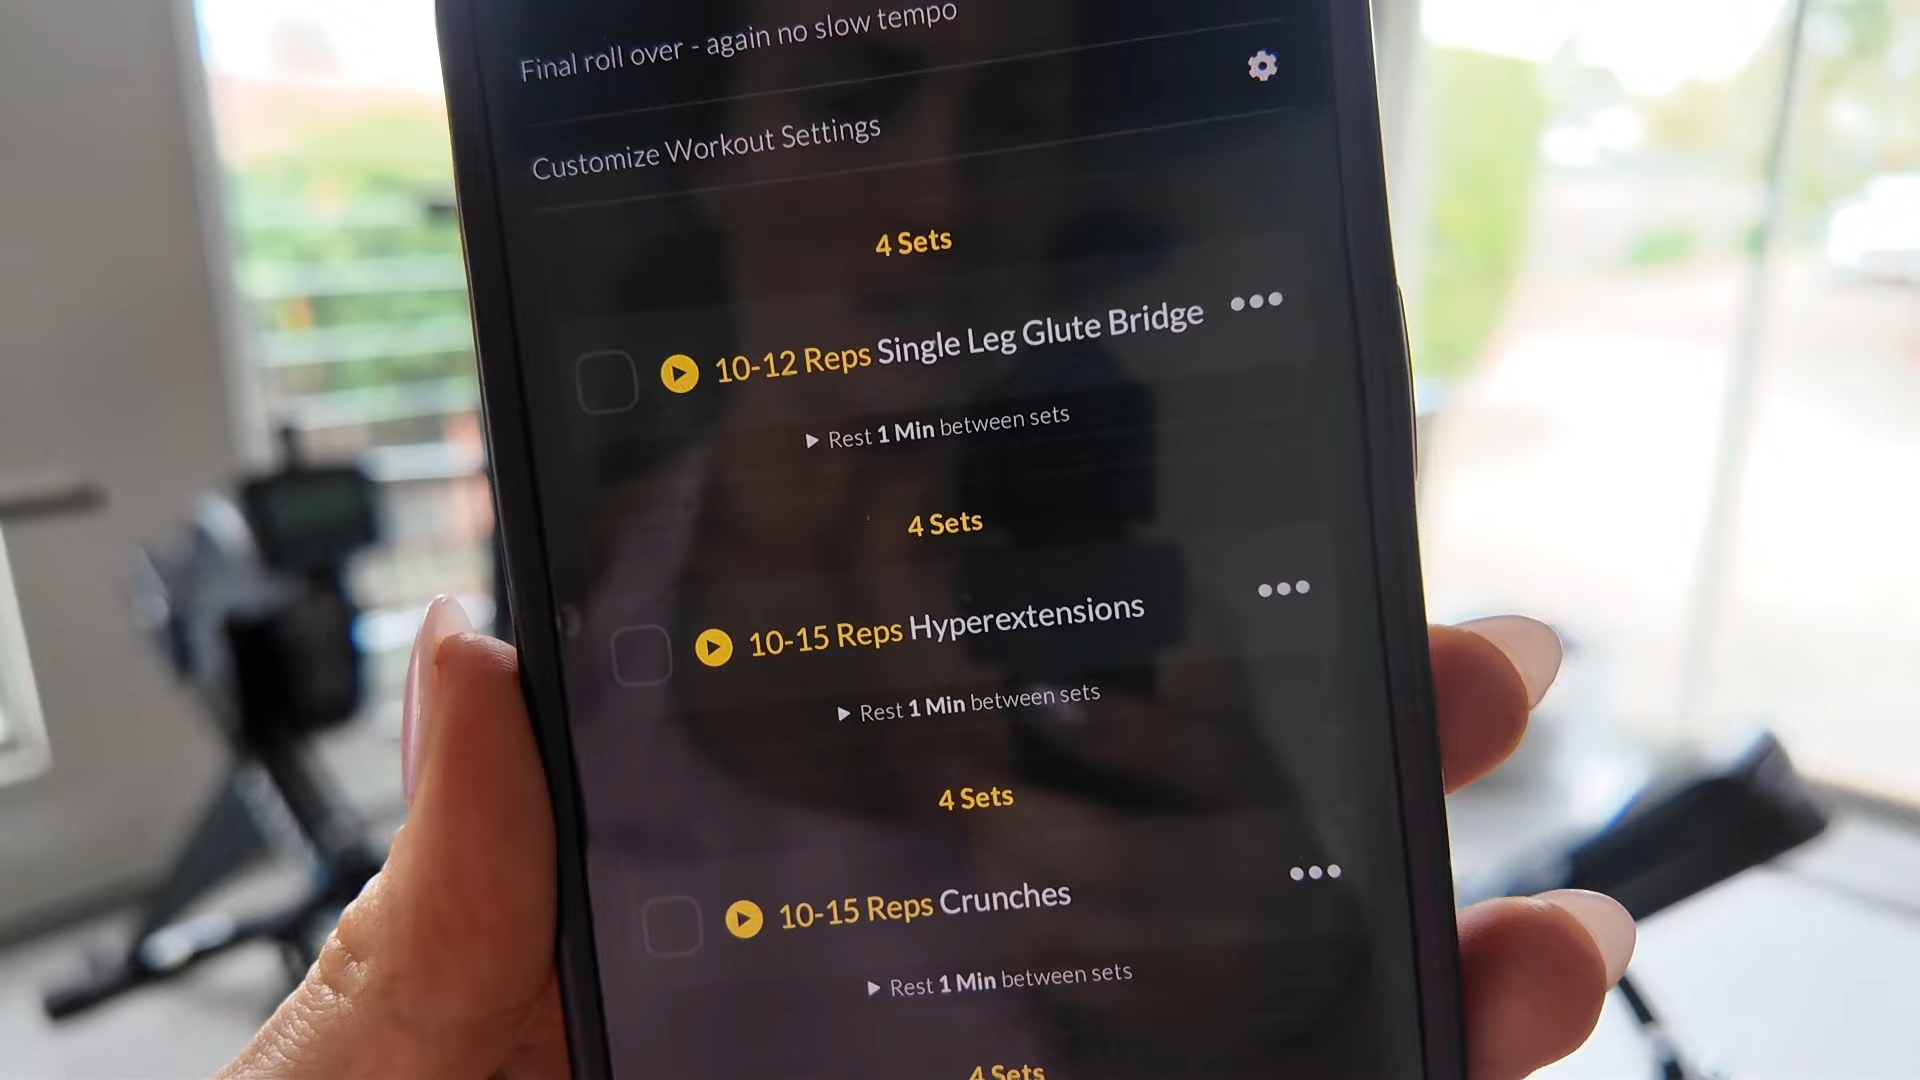 Final roll over - again no slow tempo
Customize Workout Settings
4 Sets
10-12 Reps Single Leg Glute Bridge
Rest 1 Min between sets
4 Sets
10-15 Reps Hyperextensions
Rest 1 Min between sets
4 Sets
10-15 Reps Crunches
Rest 1 Min between sets
4 Sets